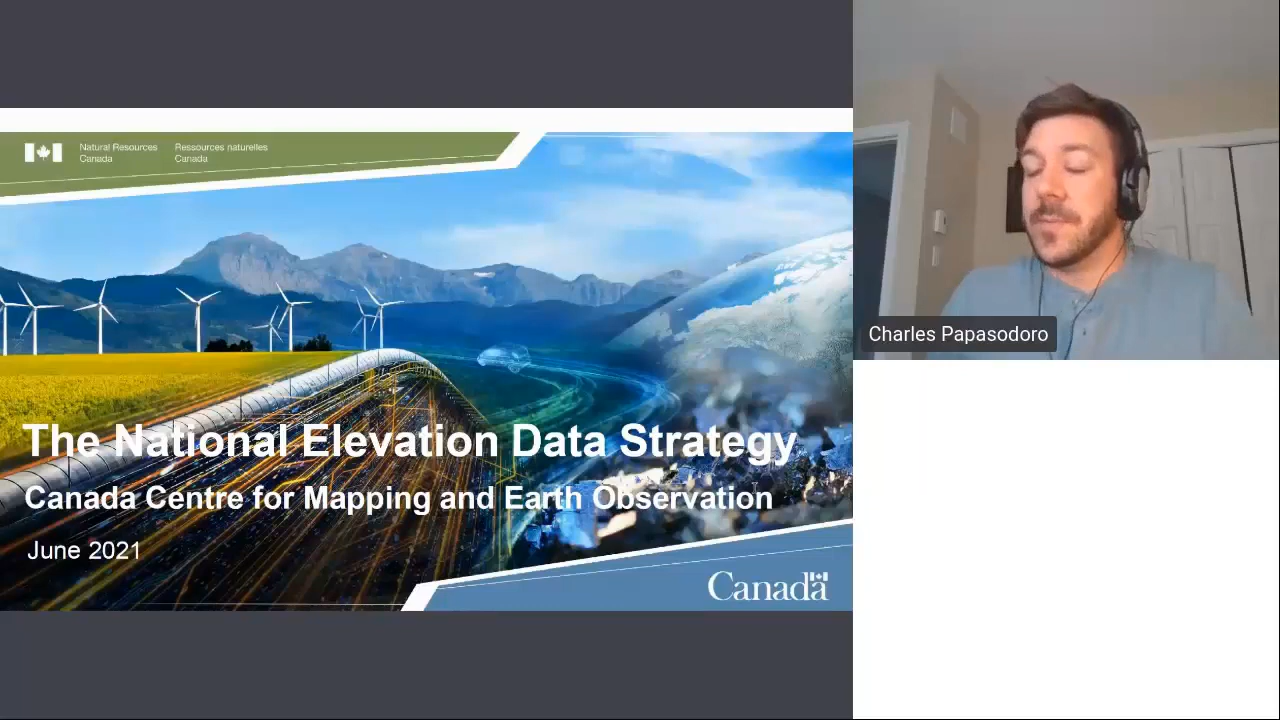 Natural Resources
Canada
Ressources naturelles
Canada
The National Elevation Data Strategy
Canada Centre for Mapping and Earth Observation
June 2021
Canada
Charles Papasodoro